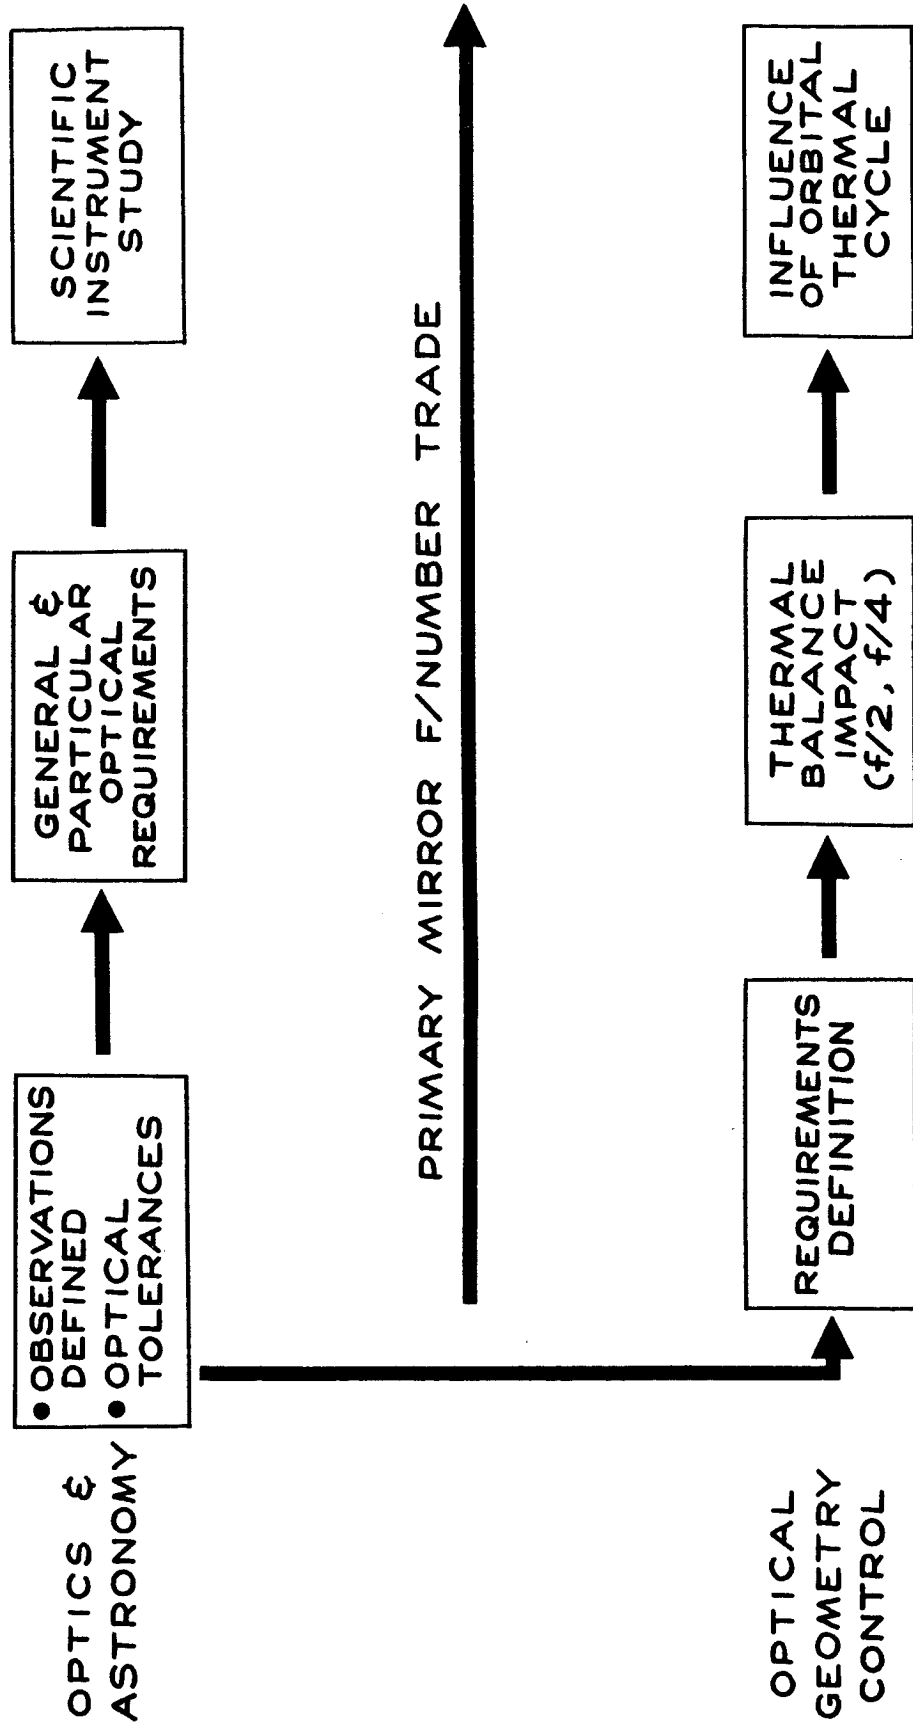 OPTICS &
ASTRONOMY
● OBSERVATIONS
DEFINED
● OPTICAL
TOLERANCES
GENERAL &
PARTICULAR
OPTICAL
REQUIREMENTS
SCIENTIFIC
INSTRUMENT
STUDY
PRIMARY MIRROR F/NUMBER TRADE
OPTICAL
GEOMETRY
CONTROL
REQUIREMENTS
DEFINITION
THERMAL
BALANCE
IMPACT
(f/2, f/4)
INFLUENCE
OF ORBITAL
THERMAL
CYCLE